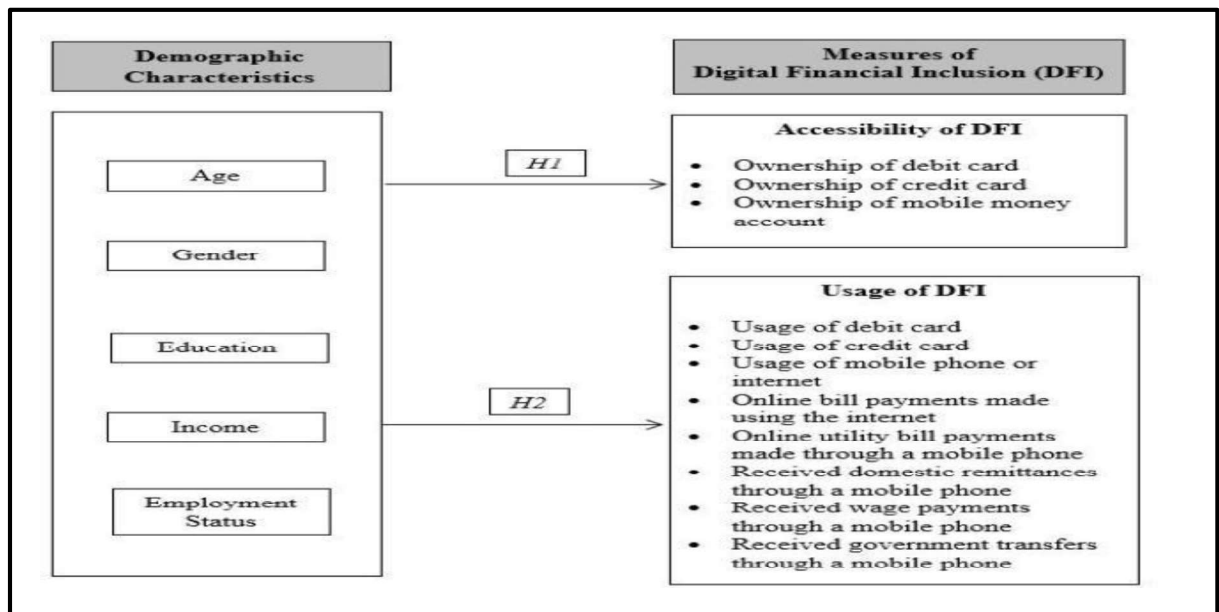 Demographic
Characteristics
Age
Gender
Education
Income
Employment
Status
H1
H2
Measures of
Digital Financial Inclusion (DFI)
Accessibility of DFI
• Ownership of debit card
• Ownership of credit card
• Ownership of mobile money
account
Usage of DFI
• Usage of debit card
• Usage of credit card
• Usage of mobile phone or
internet
• Online bill payments made
using the internet
• Online utility bill payments
made through a mobile phone
• Received domestic remittances
through a mobile phone
• Received wage payments
through a mobile phone
• Received government transfers
through a mobile phone